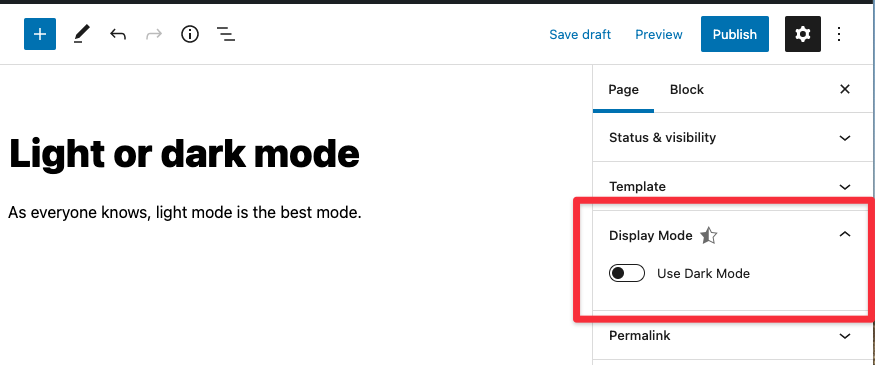 Save draft
Preview
Publish
Page
Block
Status & visibility
Light or dark mode
Template
As everyone knows, light mode is the best mode.
Display Mode
Use Dark Mode
Permalink